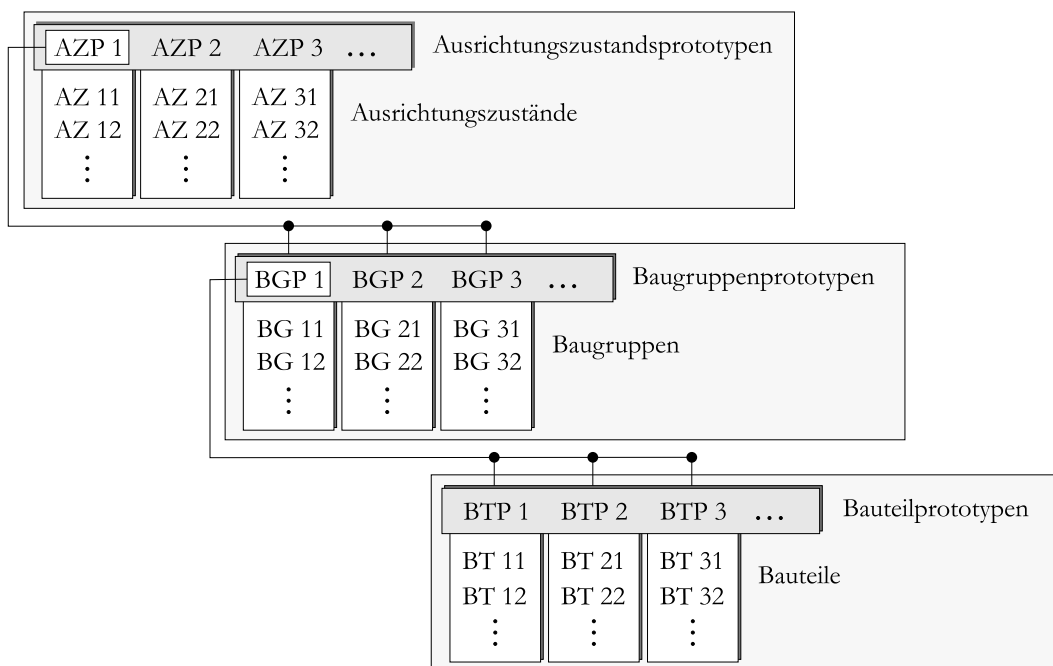 AZP 1 AZP 2 AZP 3 ... Ausrichtungszustandsprototypen
AZ 11 AZ 21 AZ 31
Ausrichtungszustände
AZ 12 AZ 22 AZ 32
BGP 1 BGP 2 BGP 3 ... Baugruppenprototypen
BG 11 BG 21 BG 31
Baugruppen
BG 12 BG 22 BG 32
BTP 1 BTP 2 BTP 3 ... Bauteilprototypen
BT 11 BT 21 BT 31
Bauteile
BT 12 BT 22 BT 32